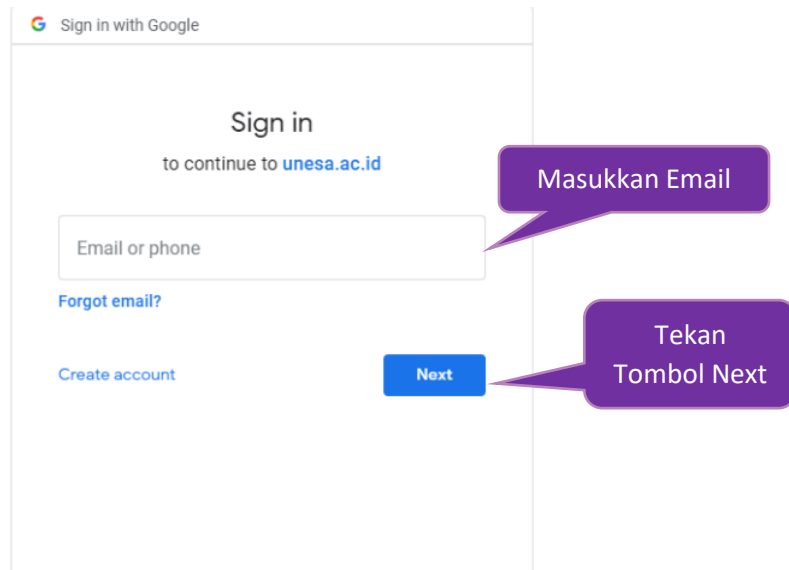 Sign in with Google
Sign in
to continue to unesa.ac.id
Masukkan Email
Email or phone
Forgot email?
Tekan
Tombol Next
Create account
Next